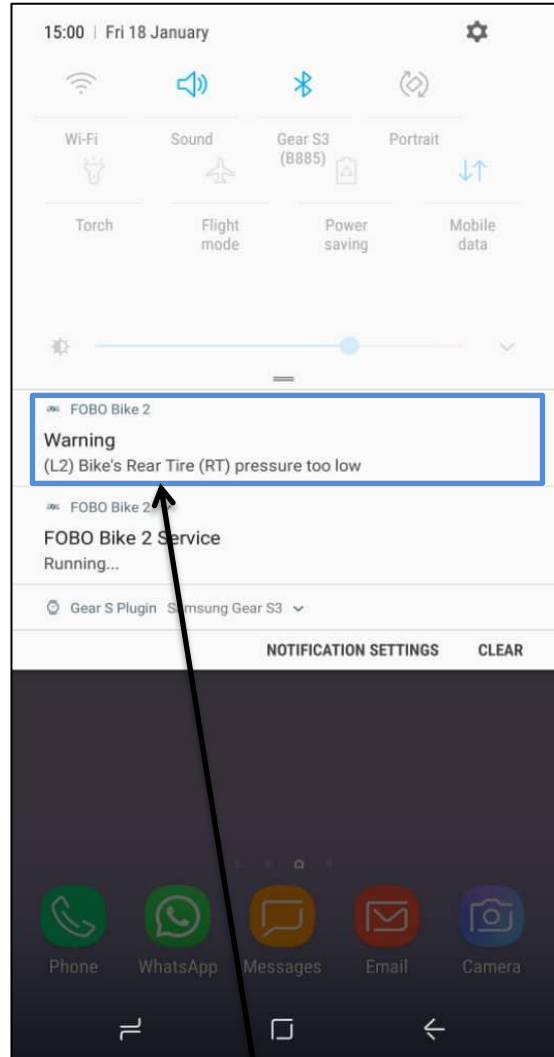 15:00 | Fri 18 January
Wi-Fi Sound Gear S3 (B885) Portrait
Torch Flight mode Power saving Mobile data
FOBO Bike 2
Warning
(L2) Bike's Rear Tire (RT) pressure too low
FOBO Bike 2
FOBO Bike 2 Service
Running...
Gear S Plugin Samsung Gear S3
NOTIFICATION SETTINGS CLEAR
Phone WhatsApp Messages Email Camera